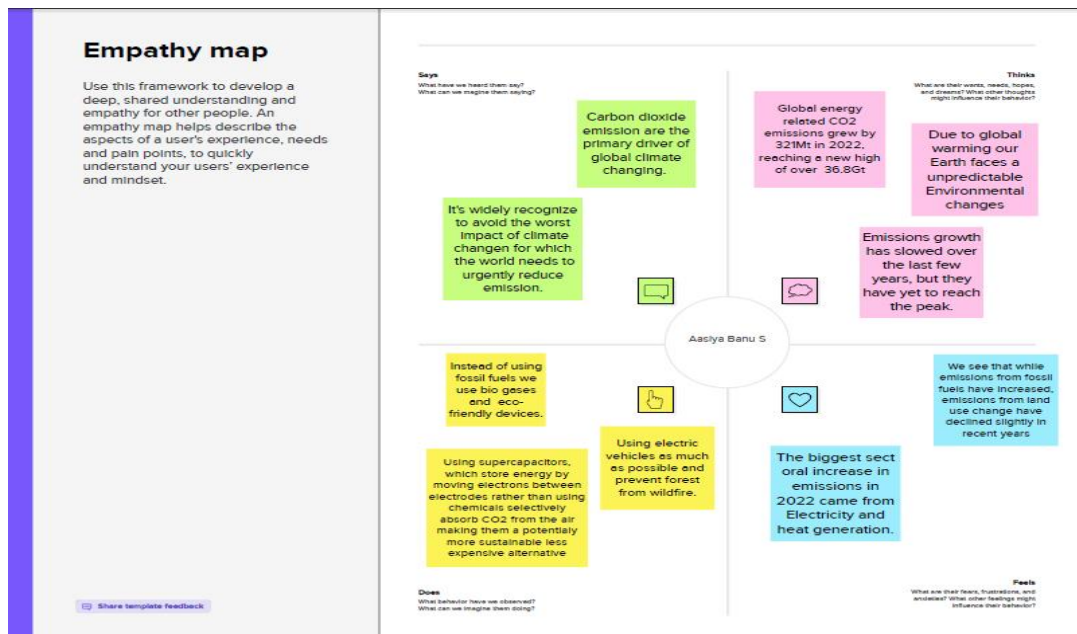 Empathy map
Use this framework to develop a
deep, shared understanding and
empathy for other people. An
empathy map helps describe the
aspects of a user's experience, needs
and pain points, to quickly
understand your users' experience
and mindset.
Share template feedback
Says
What have we heard them say?
What can we imagine them saying?
Carbon dioxide
emission are the
primary driver of
global climate
changing.
It's widely recognize
to avoid the worst
impact of climate
changen for which
the world needs to
urgently reduce
emission.
Thinks
What are their wants, needs, hopes,
and dreams? What other thoughts
might influence their behavior?
Global energy
related CO2
emissions grew by
321Mt in 2022,
reaching a new high
of over 36.8Gt
Due to global
warming our
Earth faces a
unpredictable
Environmental
changes
Emissions growth
has slowed over
the last few
years, but they
have yet to reach
the peak.
Aasiya Banu S
Instead of using
fossil fuels we
use bio gases
and eco-
friendly devices.
Using electric
vehicles as much
as possible and
prevent forest
from wildfire.
Using supercapacitors,
which store energy by
moving electrons between
electrodes rather than using
chemicals selectively
absorb CO2 from the air
making them a potentialy
more sustainable less
expensive alternative
Does
What behavior have we observed?
What can we imagine them doing?
We see that while
emissions from fossil
fuels have increased,
emissions from land
use change have
declined slightly in
recent years
The biggest sect
oral increase in
emissions in
2022 came from
Electricity and
heat generation.
Feels
What are their fears, frustrations, and
anxieties? What other feelings might
influence their behavior?